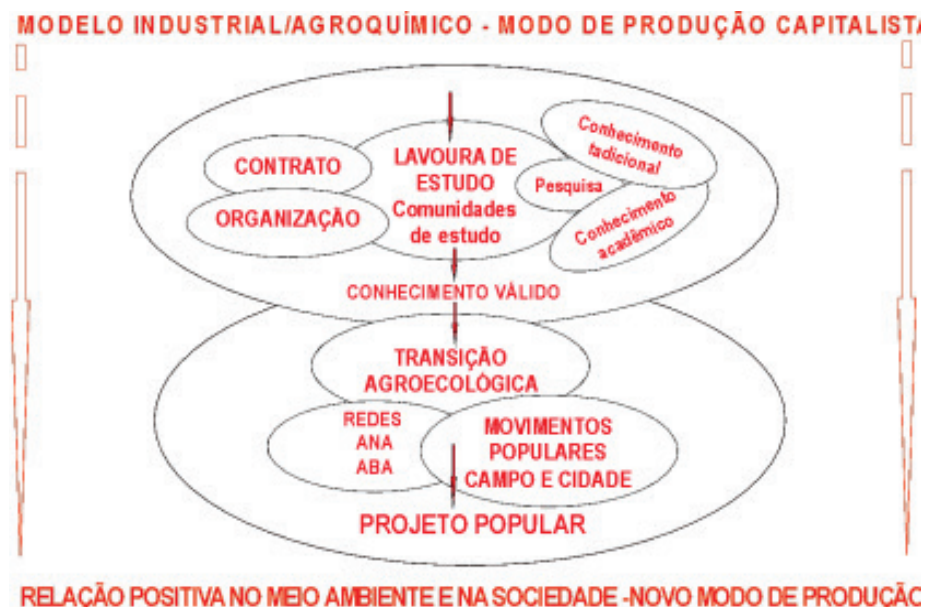 MODELO INDUSTRIAL/AGROQUÍMICO - MODO DE PRODUÇÃO CAPITALISTA
CONTRATO
ORGANIZAÇÃO
LAVOURA DE
ESTUDO
Comunidades
de estudo
Pesquisa
Conhecimento
tadicional
Conhecimento
acadêmico
CONHECIMENTO VÁLIDO
TRANSIÇÃO
AGROECOLÓGICA
REDES
ANA
ABA
MOVIMENTOS
POPULARES
CAMPO E CIDADE
PROJETO POPULAR
RELAÇÃO POSITIVA NO MEIO AMBIENTE E NA SOCIEDADE -NOVO MODO DE PRODUÇÃO